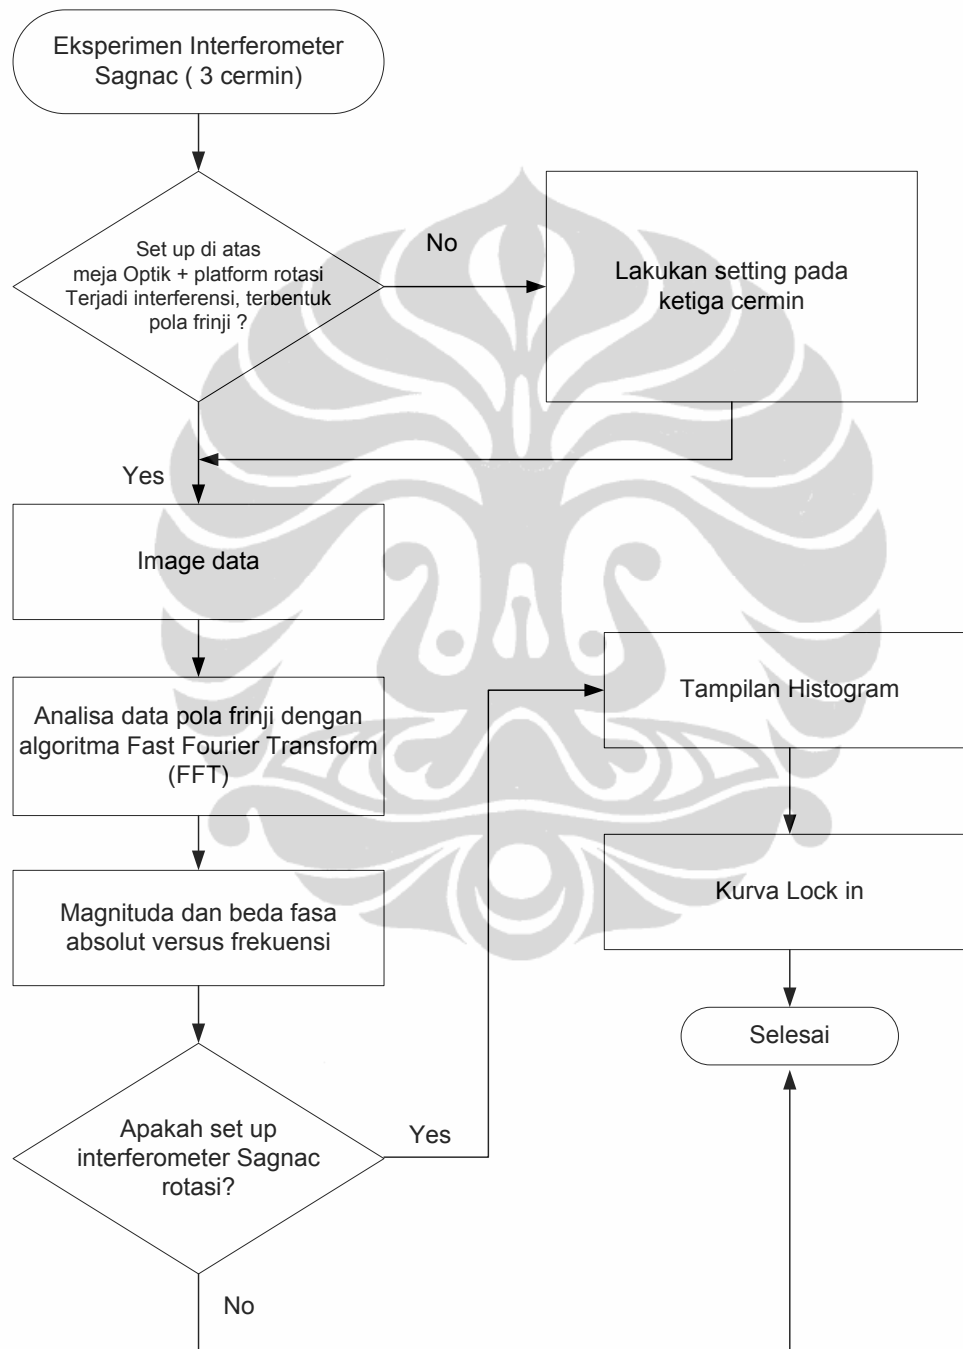 Eksperimen Interferometer
Sagnac ( 3 cermin)
Set up di atas
meja Optik + platform rotasi
Terjadi interferensi, terbentuk
pola frinji ?
No
Lakukan setting pada
ketiga cermin
Yes
Image data
Analisa data pola frinji dengan
algoritma Fast Fourier Transform
(FFT)
Magnituda dan beda fasa
absolut versus frekuensi
Apakah set up
interferometer Sagnac
rotasi?
Yes
No
Tampilan Histogram
Kurva Lock in
Selesai